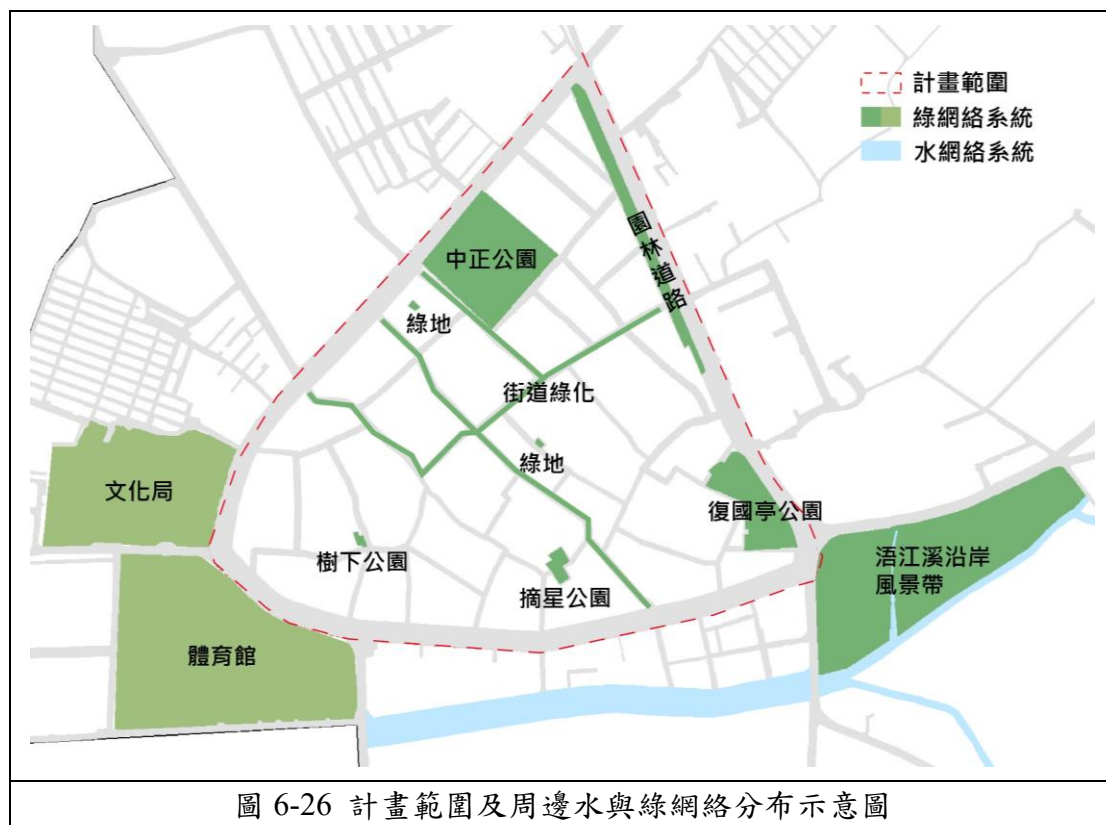 計畫範圍
綠網絡系統
水網絡系統
園林道路
中正公園
綠地
街道綠化
綠地
文化局
復國亭公園
樹下公園
浯江溪沿岸
風景帶
摘星公園
體育館
圖 6-26 計畫範圍及周邊水與綠網絡分布示意圖